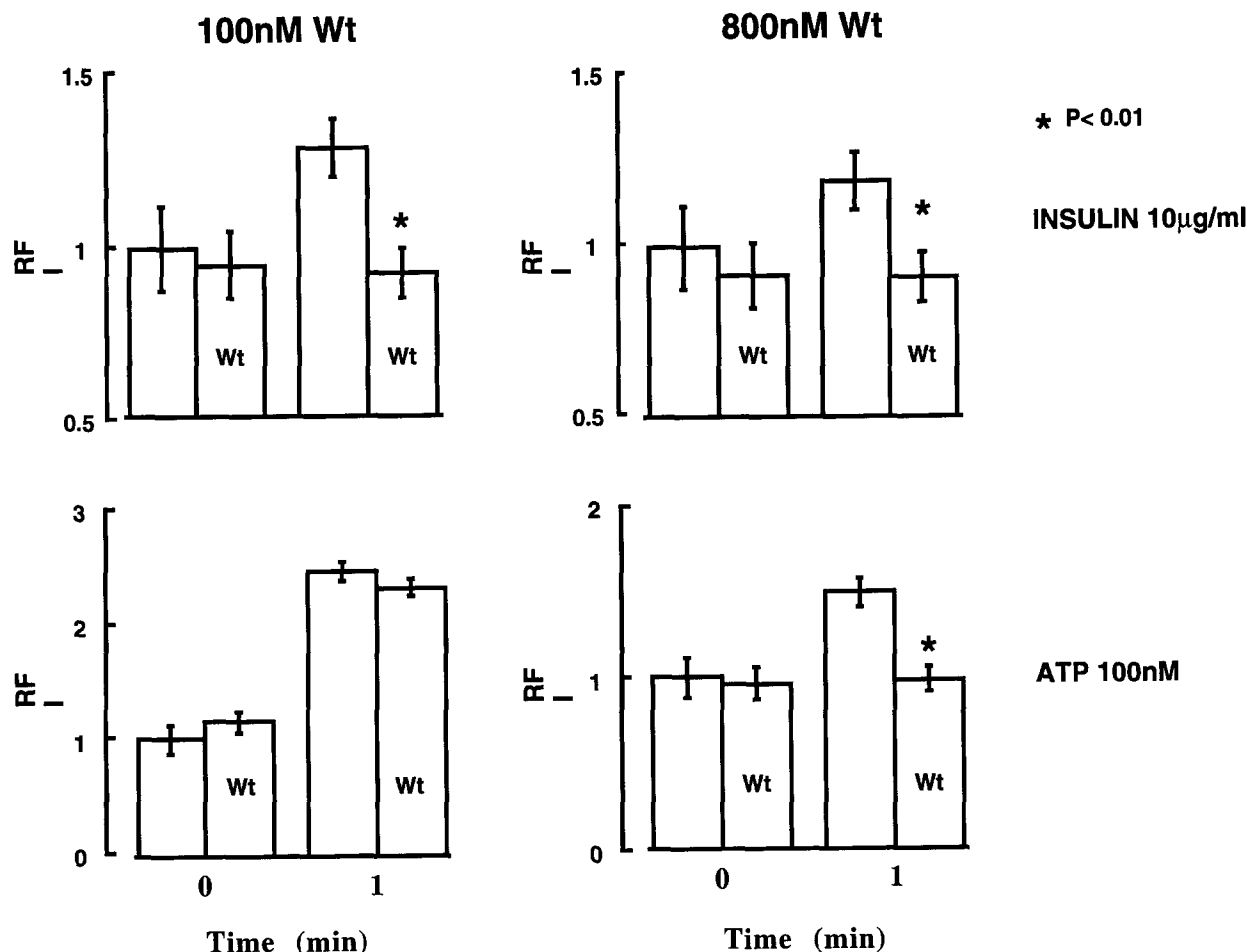 100nM Wt
800nM Wt
1.5
1
0.5
RF
I
Wt
*
Wt
1.5
1
0.5
RF
I
Wt
*
Wt
* P< 0.01
INSULIN 10µg/ml
3
2
1
0
RF
I
Wt
Wt
0
1
Time (min)
2
1
0
RF
I
Wt
*
Wt
0
1
Time (min)
ATP 100nM